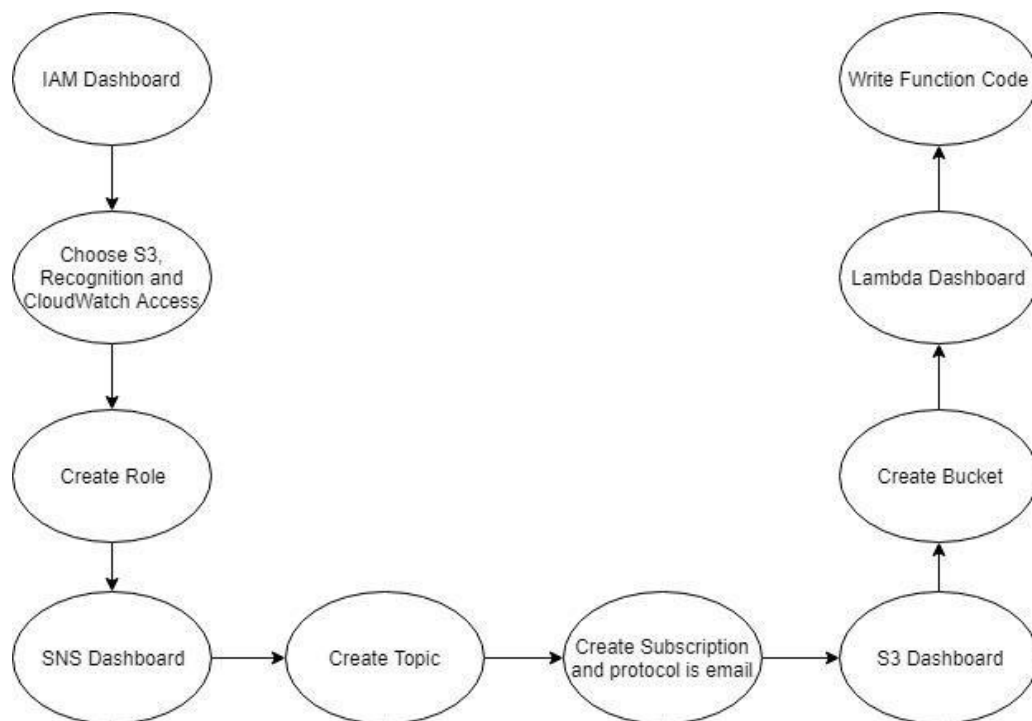 IAM Dashboard
Choose S3,
Recognition and
CloudWatch Access
Create Role
SNS Dashboard
Create Topic
Create Subscription
and protocol is email
S3 Dashboard
Create Bucket
Lambda Dashboard
Write Function Code